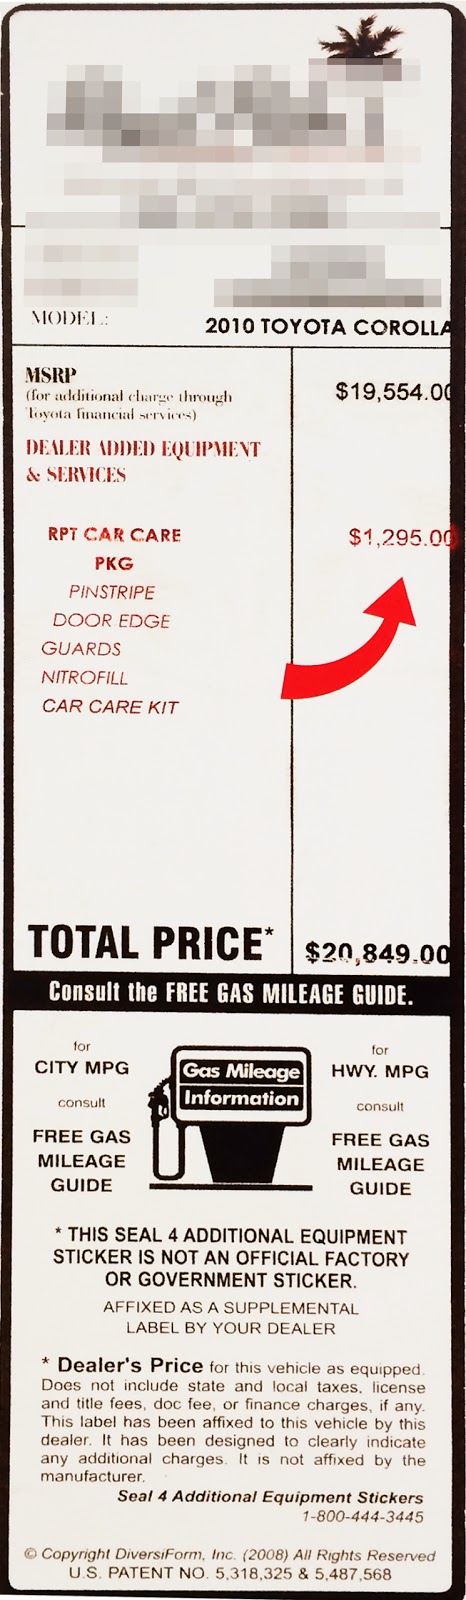 MODEL:
2010 TOYOTA COROLLA
MSRP
(for additional charge through
Toyota financial services)
$19,554.00
DEALER ADDED EQUIPMENT
& SERVICES
RPT CAR CARE
$1,295.00
PKG
PINSTRIPE
DOOR EDGE
GUARDS
NITROFILL
CAR CARE KIT
TOTAL PRICE*
$20,849.00
Consult the FREE GAS MILEAGE GUIDE.
for
CITY MPG
consult
FREE GAS
MILEAGE
GUIDE
Gas Mileage
Information
for
HWY. MPG
consult
FREE GAS
MILEAGE
GUIDE
* THIS SEAL 4 ADDITIONAL EQUIPMENT
STICKER IS NOT AN OFFICIAL FACTORY
OR GOVERNMENT STICKER.
AFFIXED AS A SUPPLEMENTAL
LABEL BY YOUR DEALER
* Dealer's Price for this vehicle as equipped.
Does not include state and local taxes, license
and title fees, doc fee, or finance charges, if any.
This label has been affixed to this vehicle by this
dealer. It has been designed to clearly indicate
any additional charges. It is not affixed by the
manufacturer.
Seal 4 Additional Equipment Stickers
1-800-444-3445
© Copyright DiversiForm, Inc. (2008) All Rights Reserved
U.S. PATENT NO. 5,318,325 & 5,487,568